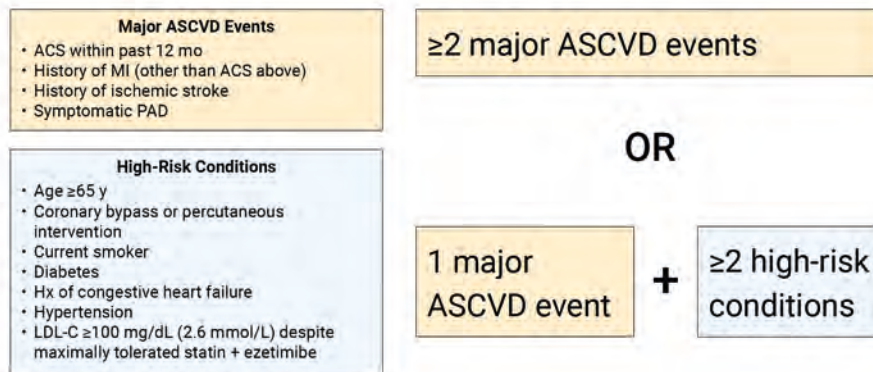 Major ASCVD Events
• ACS within past 12 mo
• History of MI (other than ACS above)
• History of ischemic stroke
• Symptomatic PAD
High-Risk Conditions
• Age ≥65 y
• Coronary bypass or percutaneous
intervention
• Current smoker
• Diabetes
• Hx of congestive heart failure
• Hypertension
• LDL-C ≥100 mg/dL (2.6 mmol/L) despite
maximally tolerated statin + ezetimibe
≥2 major ASCVD events
OR
1 major
ASCVD event
+
≥2 high-risk
conditions